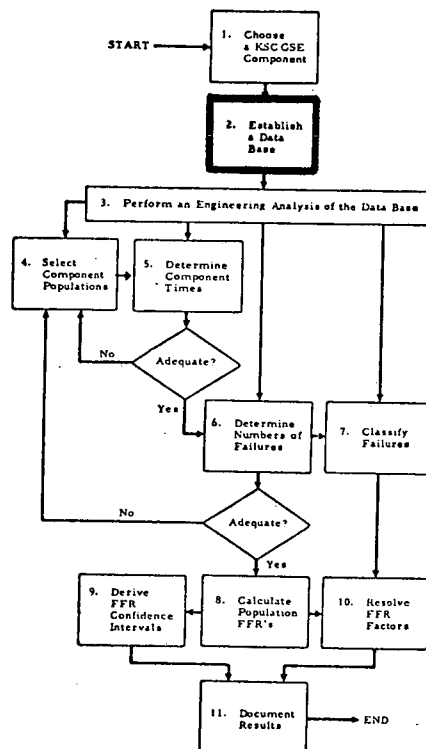 1. Choose
a KSC GSE
Component
START
2. Establish
a Data
Base
3. Perform an Engineering Analysis of the Data Base
4. Select
Component
Populations
5. Determine
Component
Times
No
Adequate?
Yes
6. Determine
Numbers of
Failures
7. Classify
Failures
No
Adequate?
Yes
9. Derive
FFR
Confidence
Intervals
8. Calculate
Population
FFR's
10. Resolve
FFR
Factors
11. Document
Results
END